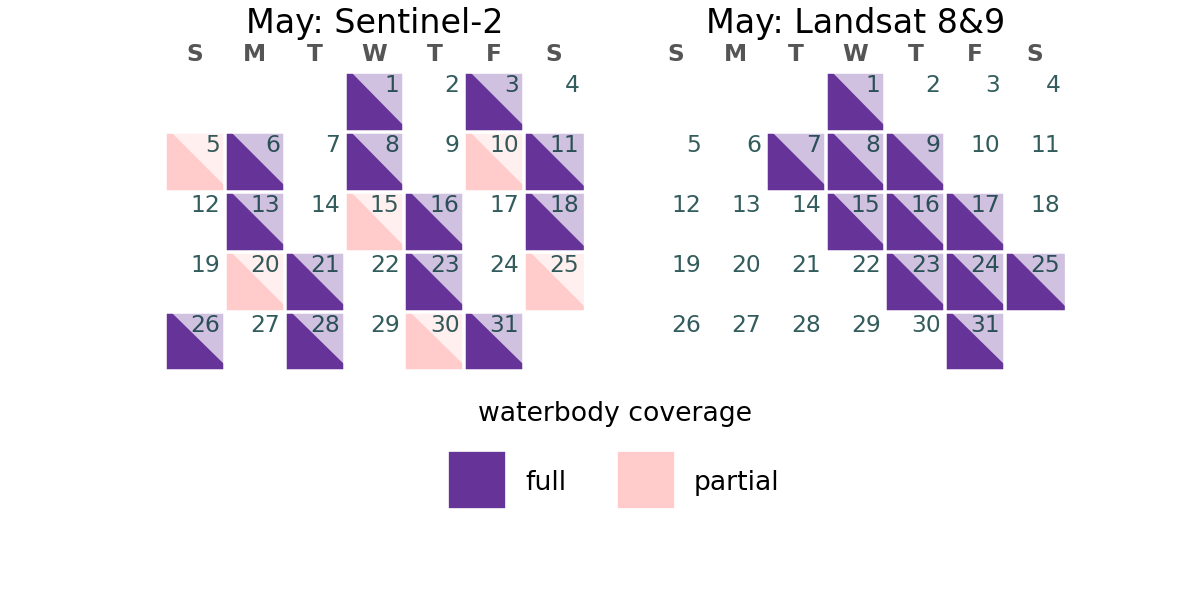 May: Sentinel-2
S M T W T F S
1 2 3 4
5 6 7 8 9 10 11
12 13 14 15 16 17 18
19 20 21 22 23 24 25
26 27 28 29 30 31
May: Landsat 8&9
S M T W T F S
1 2 3 4
5 6 7 8 9 10 11
12 13 14 15 16 17 18
19 20 21 22 23 24 25
26 27 28 29 30 31
waterbody coverage
full
partial